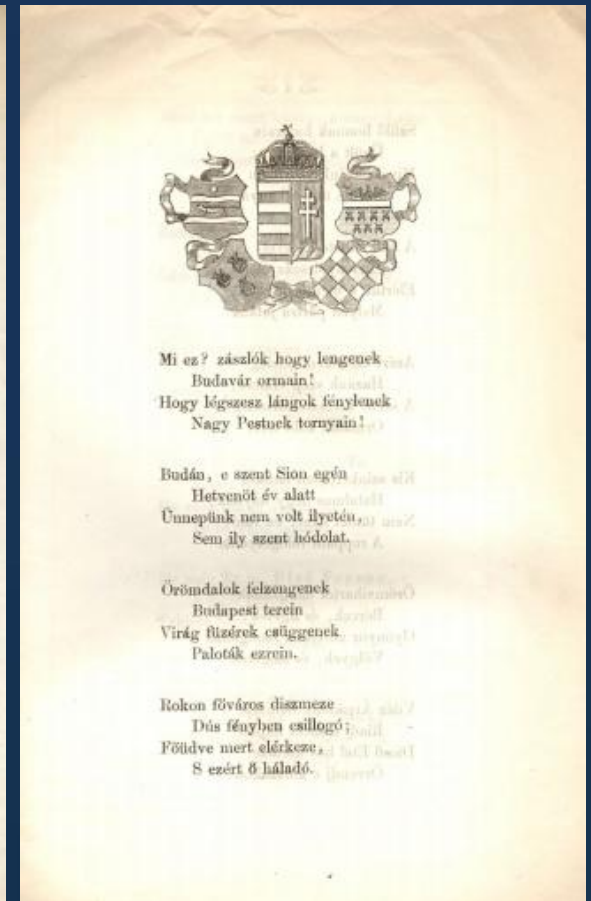 Mi ez? zászlók hogy lengenek
Budavár ormain!
Hogy légszesz lángok fénylenek
Nagy Pestnek tornyain!
Budán, e szent Sion egén
Hetvenöt év alatt
Ünnepünk nem volt ilyetén,
Sem ily szent hódolat.
Örömdalok felzengenek
Budapest terein
Virág füzérek csüggenek
Paloták ezrein.
Rokon főváros diszmeze
Dús fényben csillogó;
Főüdve mert elérkeze,
S ezért ő háladó.